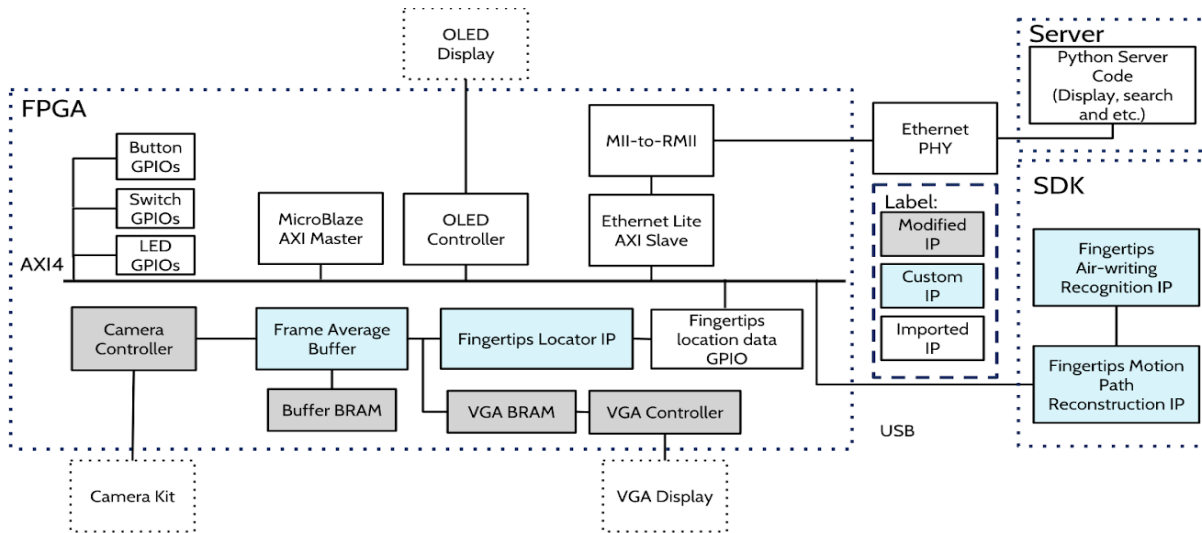 OLED
Display
Server
Python Server
Code
(Display, search
and etc.)
FPGA
Button
GPIOs
Switch
GPIOs
LED
GPIOs
MicroBlaze
AXI Master
OLED
Controller
MII-to-RMII
Ethernet Lite
AXI Slave
Ethernet
PHY
AXI4
Label:
Modified
IP
Custom
IP
Imported
IP
SDK
Fingertips
Air-writing
Recognition IP
Fingertips Motion
Path
Reconstruction IP
Camera
Controller
Frame Average
Buffer
Fingertips Locator IP
Fingertips
location data
GPIO
Buffer BRAM
VGA BRAM
VGA Controller
USB
Camera Kit
VGA Display